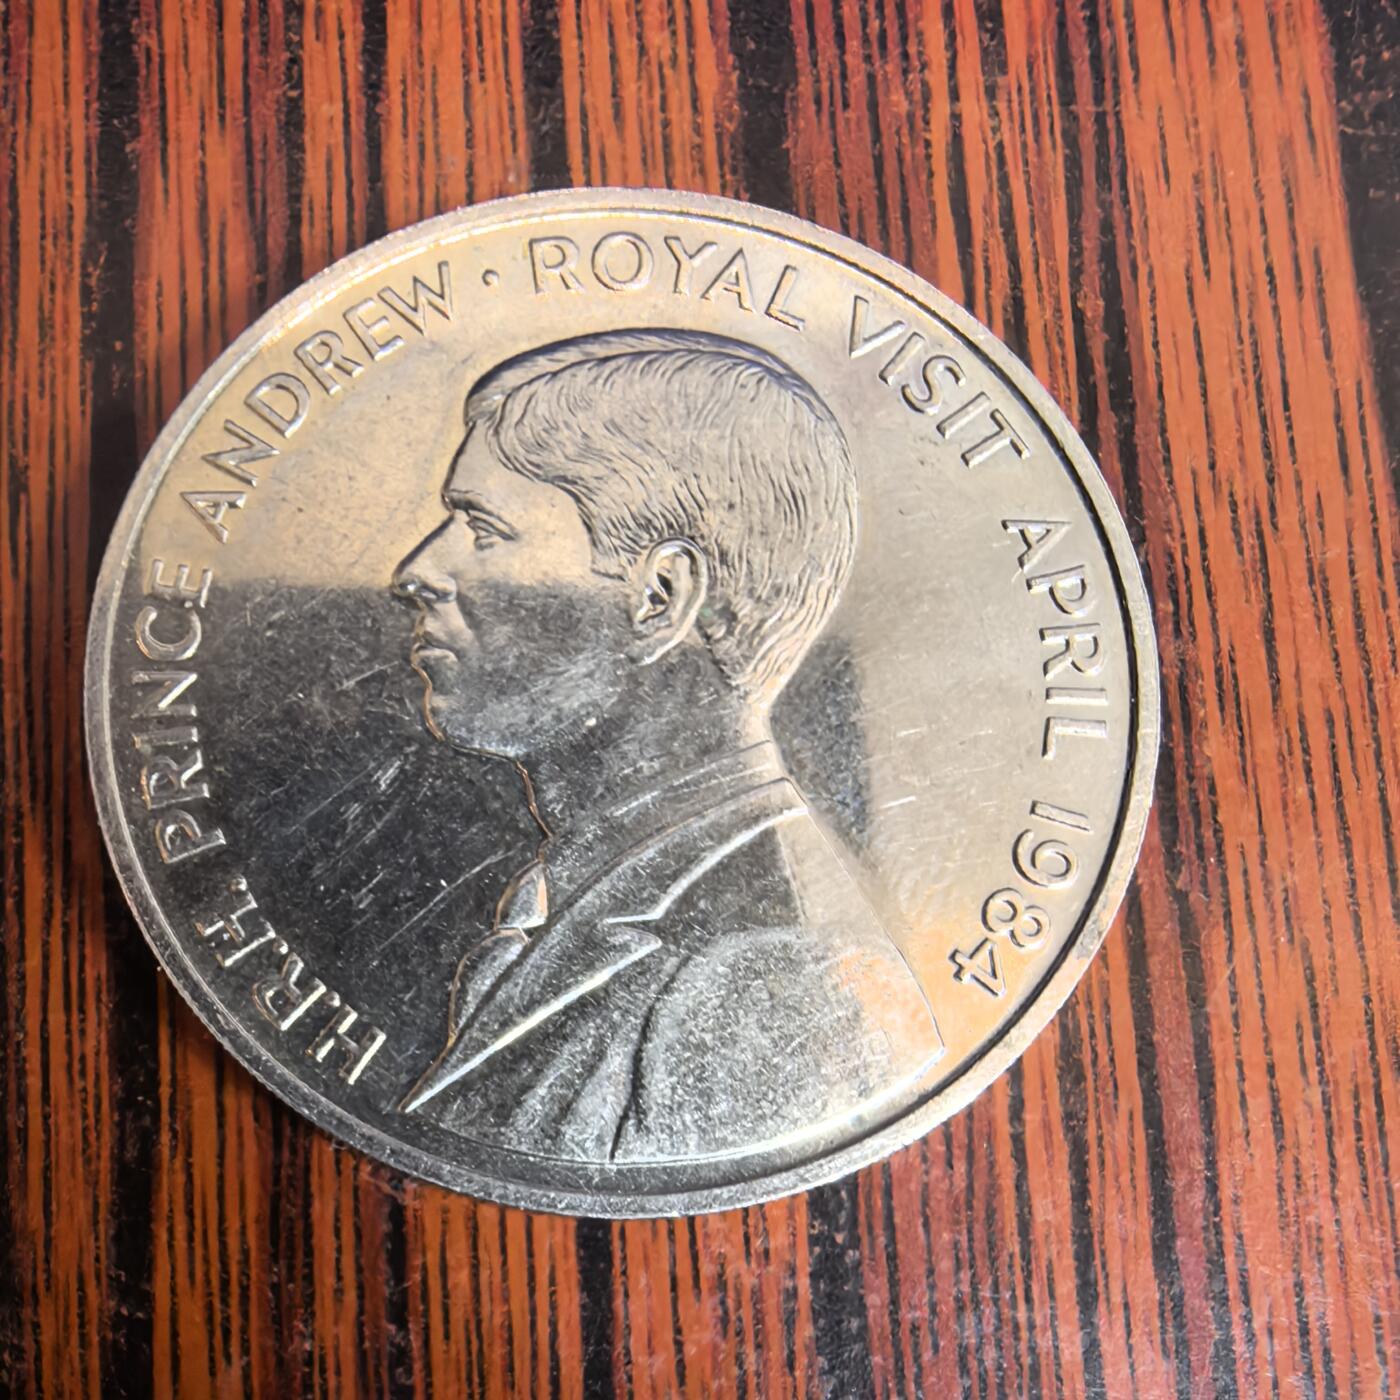 H.R.H. PRINCE ANDREW · ROYAL VISIT APRIL 1984